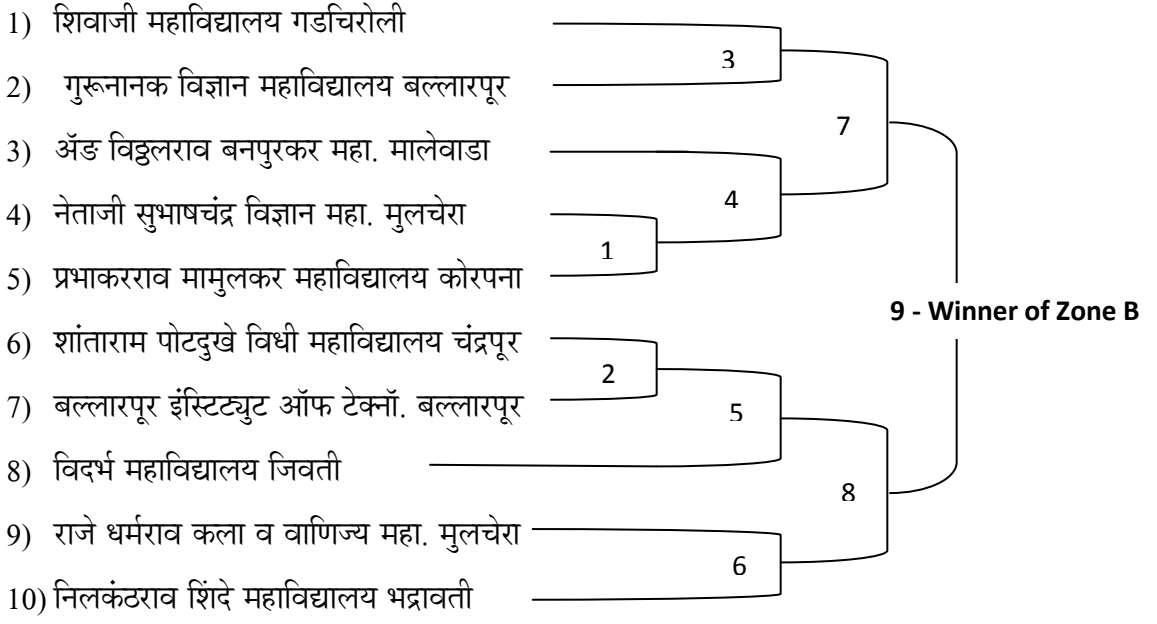 1) शिवाजी महाविद्यालय गडचिरोली
3
2) गुरूनानक विज्ञान महाविद्यालय बल्लारपूर
7
3) ॲड विठ्ठलराव बनपुरकर महा. मालेवाडा
4
4) नेताजी सुभाषचंद्र विज्ञान महा. मुलचेरा
1
5) प्रभाकरराव मामुलकर महाविद्यालय कोरपना
9 - Winner of Zone B
6) शांताराम पोटदुखे विधी महाविद्यालय चंद्रपूर
2
7) बल्लारपूर इंस्टिट्युट ऑफ टेक्नॉ. बल्लारपूर
5
8) विदर्भ महाविद्यालय जिवती
8
9) राजे धर्मराव कला व वाणिज्य महा. मुलचेरा
6
10) निलकंठराव शिंदे महाविद्यालय भद्रावती